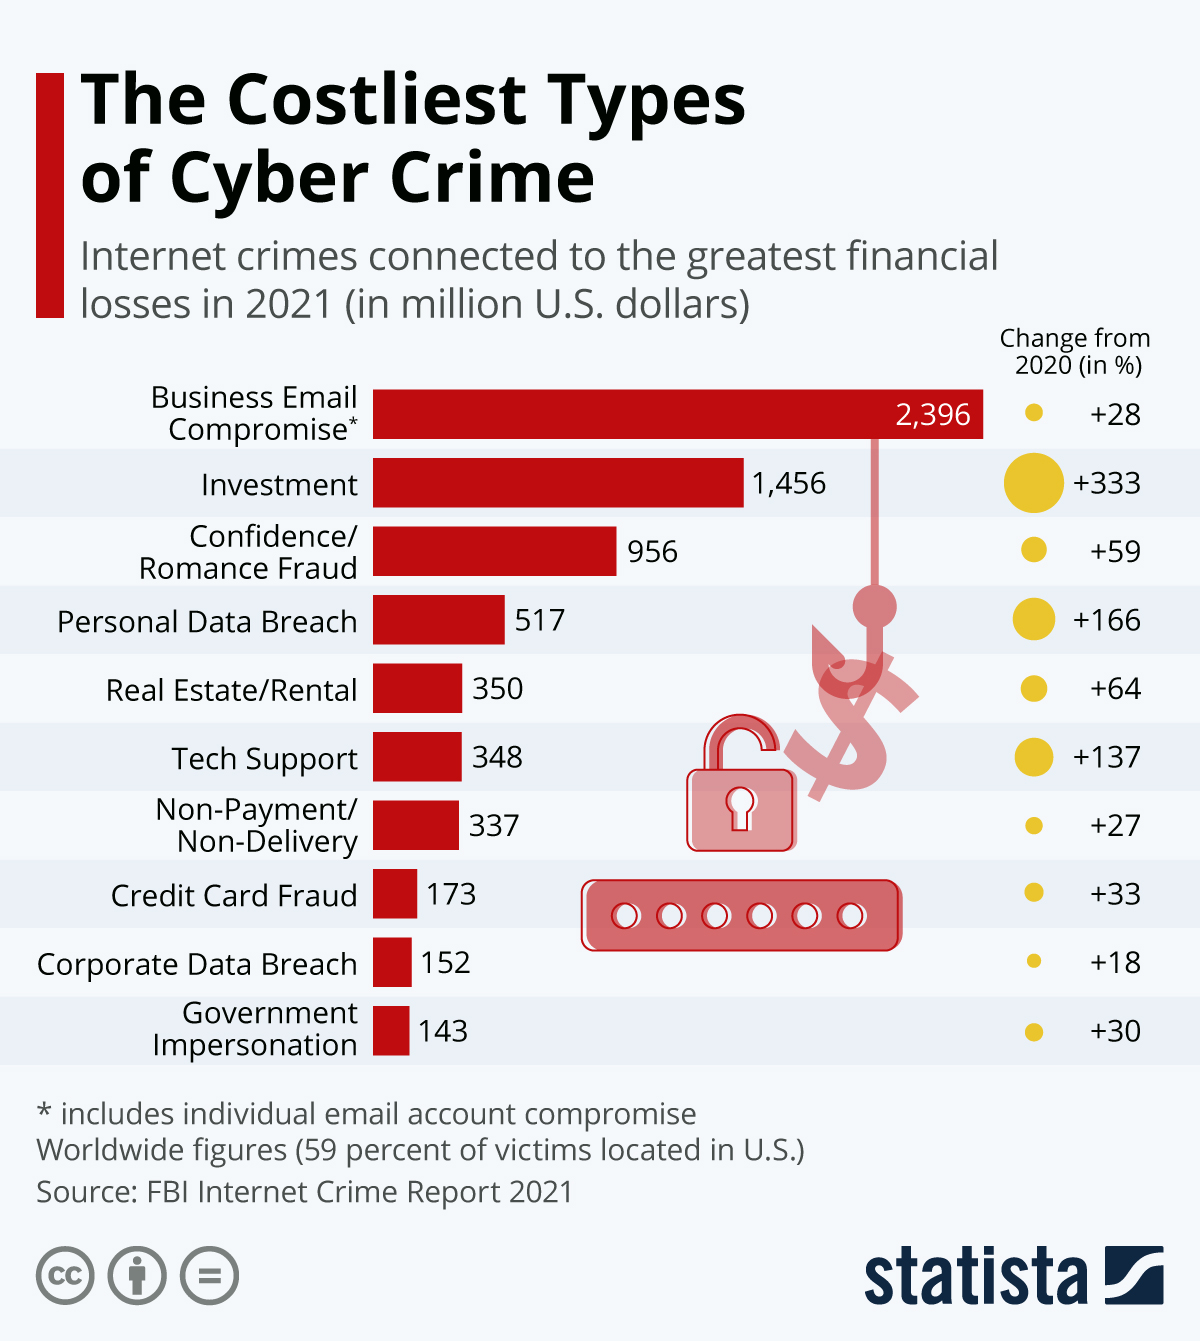 The Costliest Types
of Cyber Crime
Internet crimes connected to the greatest financial
losses in 2021 (in million U.S. dollars)
Change from
2020 (in %)
Business Email
Compromise*
2,396
+28
Investment
1,456
+333
Confidence/
Romance Fraud
956
+59
Personal Data Breach
517
+166
Real Estate/Rental
350
+64
Tech Support
348
+137
Non-Payment/
Non-Delivery
337
+27
Credit Card Fraud
173
+33
Corporate Data Breach
152
+18
Government
Impersonation
143
+30
* includes individual email account compromise
Worldwide figures (59 percent of victims located in U.S.)
Source: FBI Internet Crime Report 2021
cc
statista